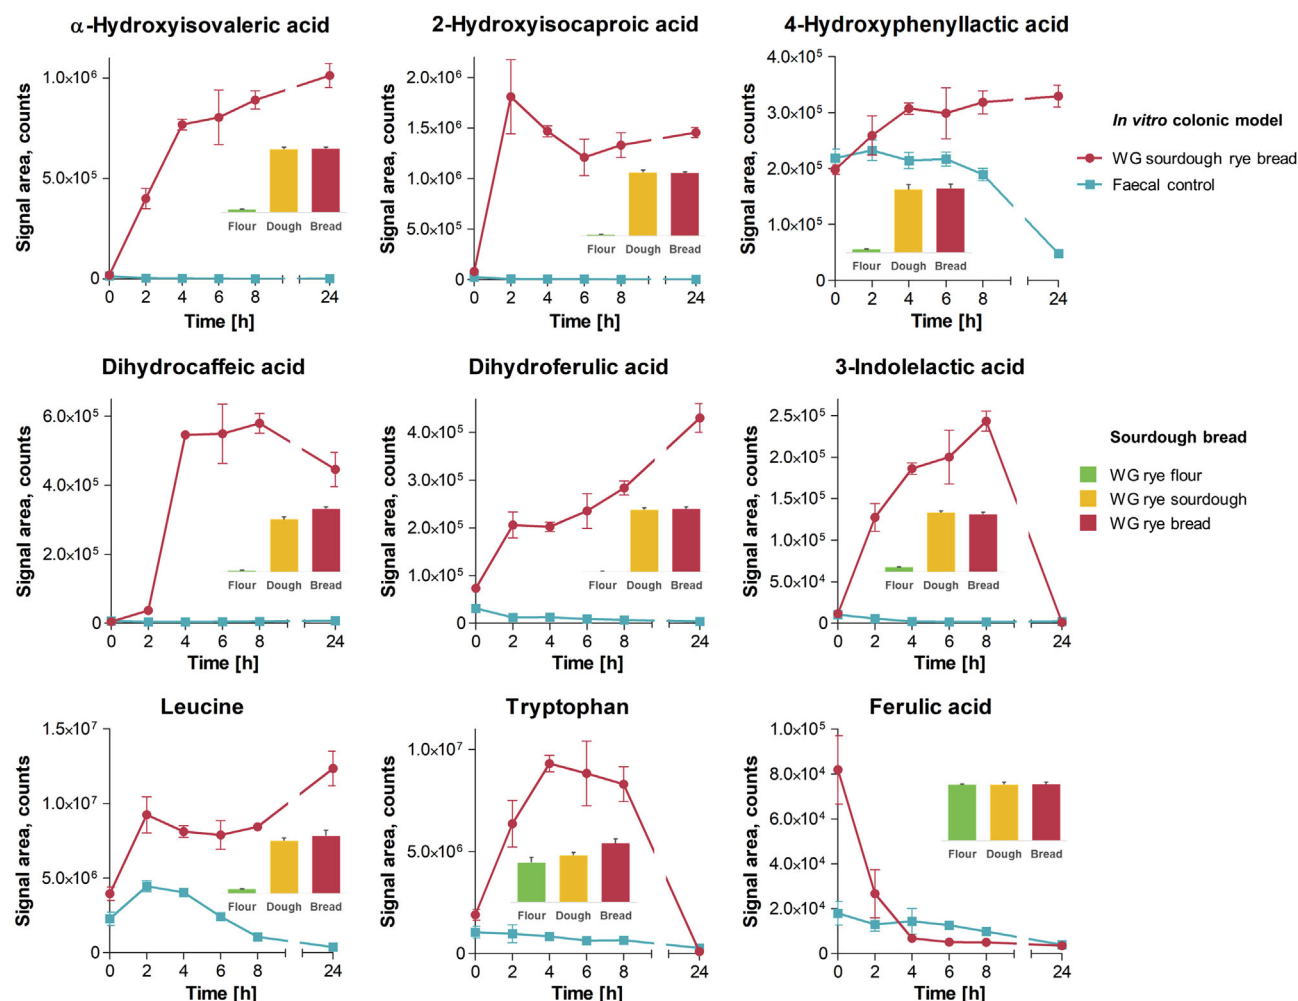 α-Hydroxyisovaleric acid
Signal area, counts
1.0×10⁶
5.0×10⁵
0
0 2 4 6 8 24
Time [h]
Flour Dough Bread
2-Hydroxyisocaproic acid
Signal area, counts
2.0×10⁶
1.5×10⁶
1.0×10⁶
5.0×10⁵
0
0 2 4 6 8 24
Time [h]
Flour Dough Bread
4-Hydroxyphenyllactic acid
Signal area, counts
4.0×10⁵
3.0×10⁵
2.0×10⁵
1.0×10⁵
0
0 2 4 6 8 24
Time [h]
Flour Dough Bread
In vitro colonic model
WG sourdough rye bread
Faecal control
Dihydrocaffeic acid
Signal area, counts
6.0×10⁵
4.0×10⁵
2.0×10⁵
0
0 2 4 6 8 24
Time [h]
Flour Dough Bread
Dihydroferulic acid
Signal area, counts
4.0×10⁵
3.0×10⁵
2.0×10⁵
1.0×10⁵
0
0 2 4 6 8 24
Time [h]
Flour Dough Bread
3-Indolelactic acid
Signal area, counts
2.5×10⁵
2.0×10⁵
1.5×10⁵
1.0×10⁵
5.0×10⁴
0
0 2 4 6 8 24
Time [h]
Flour Dough Bread
Sourdough bread
WG rye flour
WG rye sourdough
WG rye bread
Leucine
Signal area, counts
1.5×10⁷
1.0×10⁷
5.0×10⁶
0
0 2 4 6 8 24
Time [h]
Flour Dough Bread
Tryptophan
Signal area, counts
1.0×10⁷
5.0×10⁶
0
0 2 4 6 8 24
Time [h]
Flour Dough Bread
Ferulic acid
Signal area, counts
1.0×10⁵
8.0×10⁴
6.0×10⁴
4.0×10⁴
2.0×10⁴
0
0 2 4 6 8 24
Time [h]
Flour Dough Bread